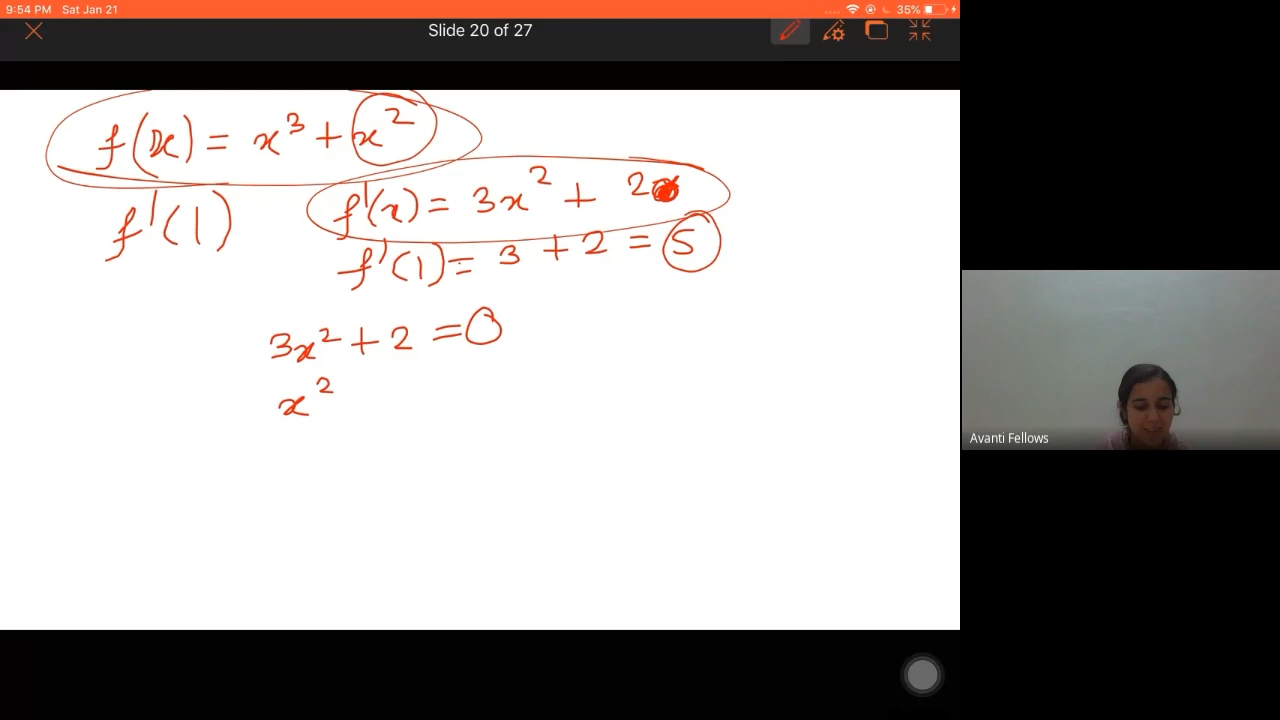 9:54 PM Sat Jan 21 35%
Slide 20 of 27
f(x) = x³ + x²
f'(1) f'(x) = 3x² + 2
f'(1) = 3 + 2 = 5
3x² + 2 = 0
x²
Avanti Fellows